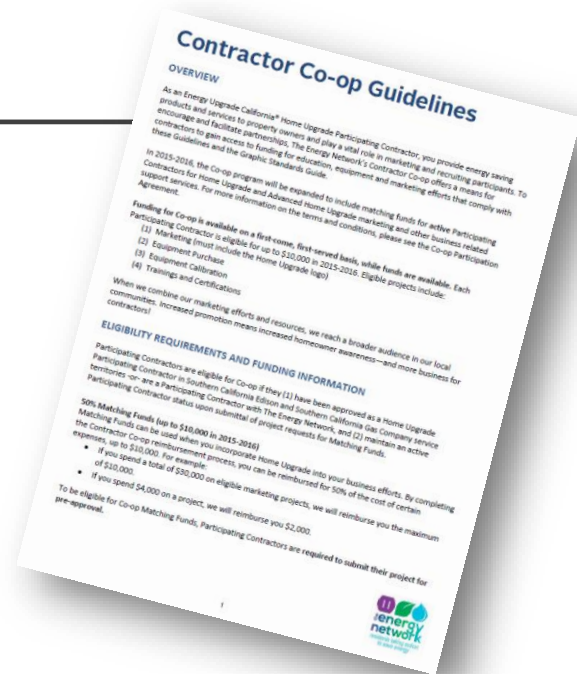 Contractor Co-op Guidelines
OVERVIEW
As an Energy Upgrade California® Home Upgrade Participating Contractor, you provide energy saving
products and services to property owners and play a vital role in marketing and recruiting participants. To
encourage and facilitate partnerships, The Energy Network's Contractor Co-op offers a means for
contractors to gain access to funding for education, equipment and marketing efforts that comply with
these Guidelines and the Graphic Standards Guide.
In 2015-2016, the Co-op program will be expanded to include matching funds for active Participating
Contractors for Home Upgrade and Advanced Home Upgrade marketing and other business related
support services. For more information on the terms and conditions, please see the Co-op Participation
Agreement.
Funding for Co-op is available on a first-come, first-served basis, while funds are available. Each
Participating Contractor is eligible for up to $10,000 in 2015-2016. Eligible projects include:
(1) Marketing (must include the Home Upgrade logo)
(2) Equipment Purchase
(3) Equipment Calibration
(4) Trainings and Certifications
When we combine our marketing efforts and resources, we reach a broader audience in our local
communities. Increased promotion means increased homeowner awareness—and more business for
contractors!
ELIGIBILITY REQUIREMENTS AND FUNDING INFORMATION
Participating Contractors are eligible for Co-op if they (1) have been approved as a Home Upgrade
Participating Contractor in Southern California Edison and Southern California Gas Company service
territories -or- are a Participating Contractor with The Energy Network, and (2) maintain an active
Participating Contractor status upon submittal of project requests for Matching Funds.
50% Matching Funds (up to $10,000 in 2015-2016)
Matching Funds can be used when you incorporate Home Upgrade into your business efforts. By completing
the Contractor Co-op reimbursement process, you can be reimbursed for 50% of the cost of certain
expenses, up to $10,000. For example:
• If you spend a total of $30,000 on eligible marketing projects, we will reimburse you the maximum
of $10,000.
• If you spend $4,000 on a project, we will reimburse you $2,000.
To be eligible for Co-op Matching Funds, Participating Contractors are required to submit their project for
pre-approval.
1
the energy
network